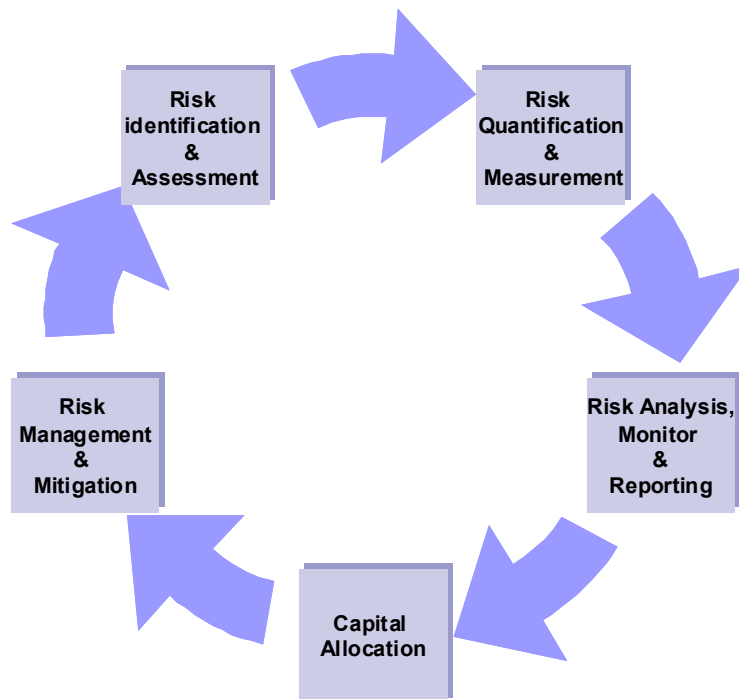 Risk
identification
&
Assessment
Risk
Quantification
&
Measurement
Risk Analysis,
Monitor
&
Reporting
Capital
Allocation
Risk
Management
&
Mitigation